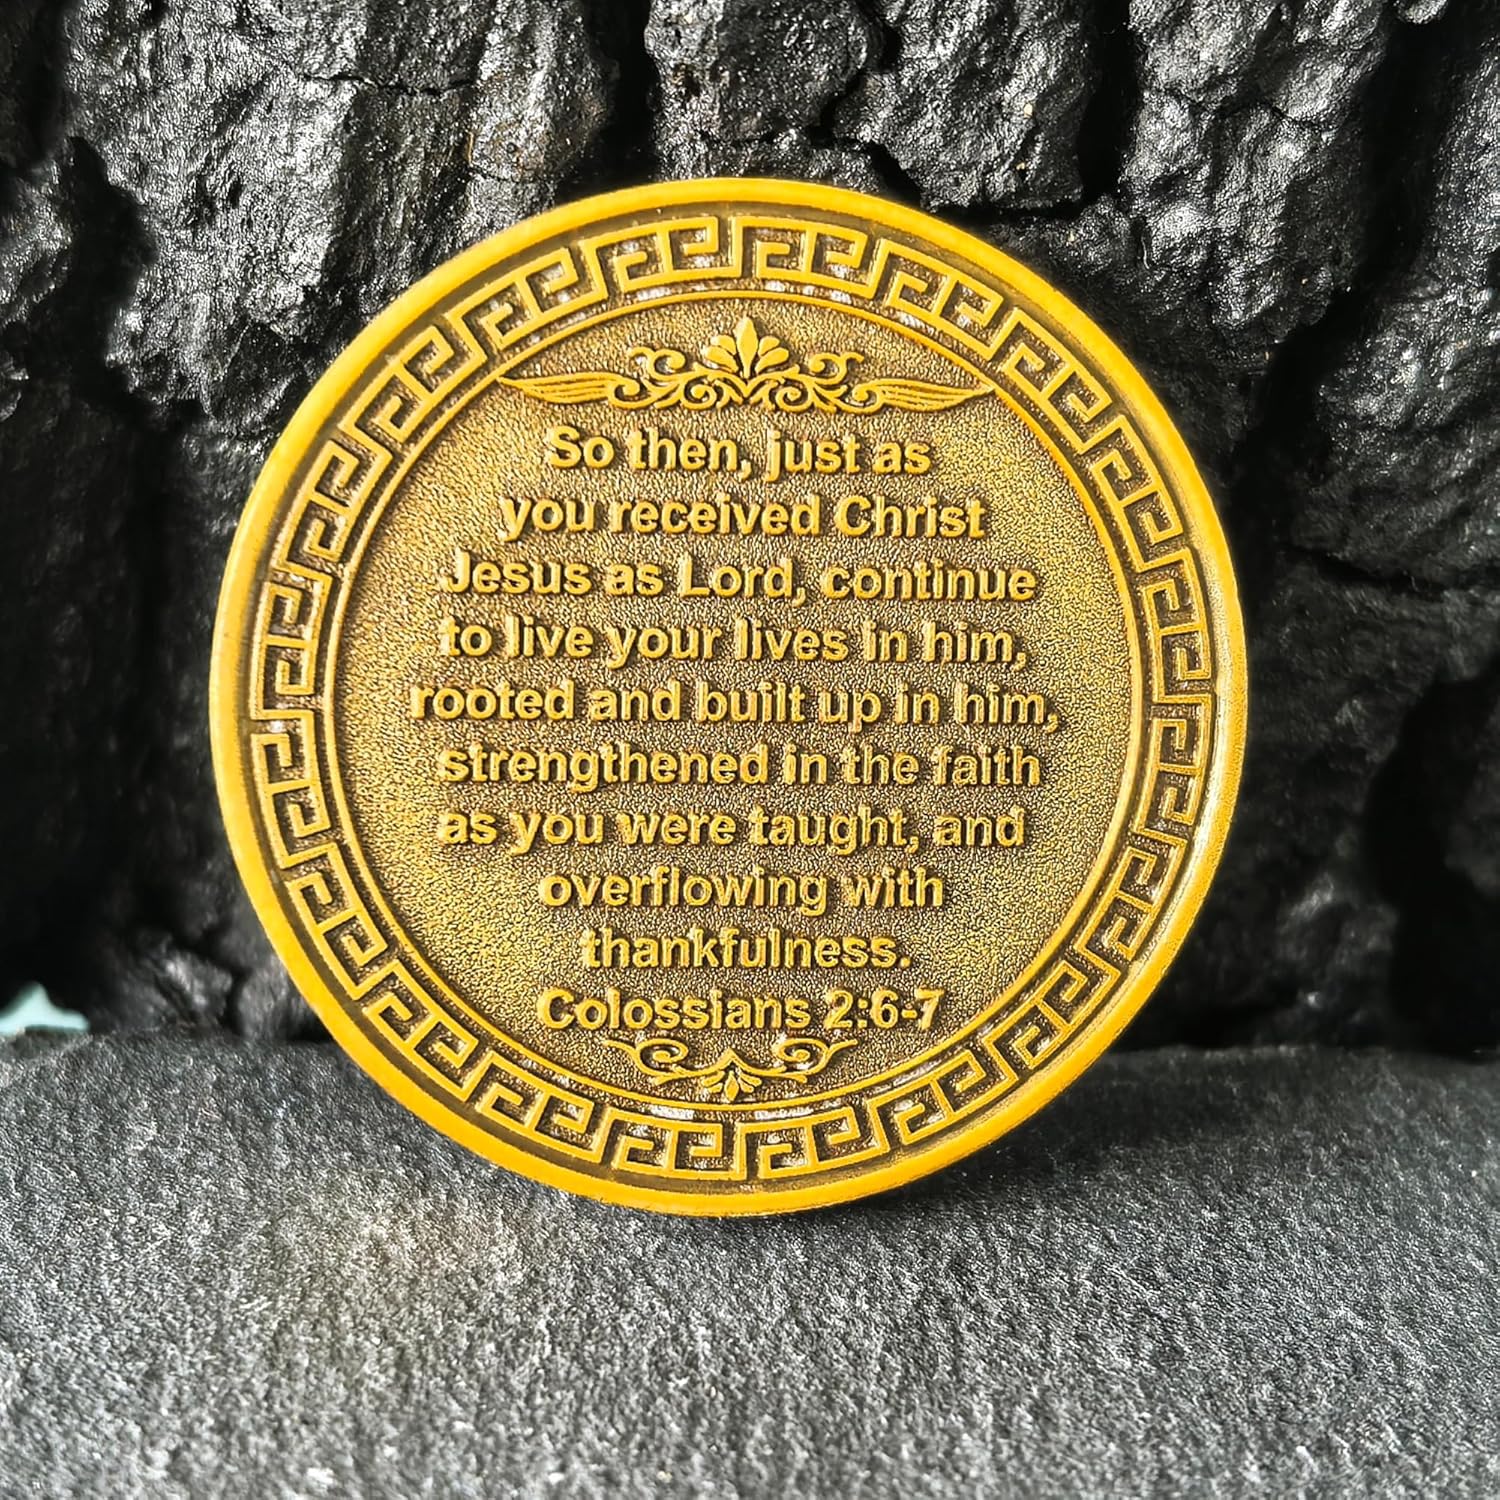 So then, just as
you received Christ
Jesus as Lord, continue
to live your lives in him,
rooted and built up in him,
strengthened in the faith
as you were taught, and
overflowing with
thankfulness.
Colossians 2:6-7